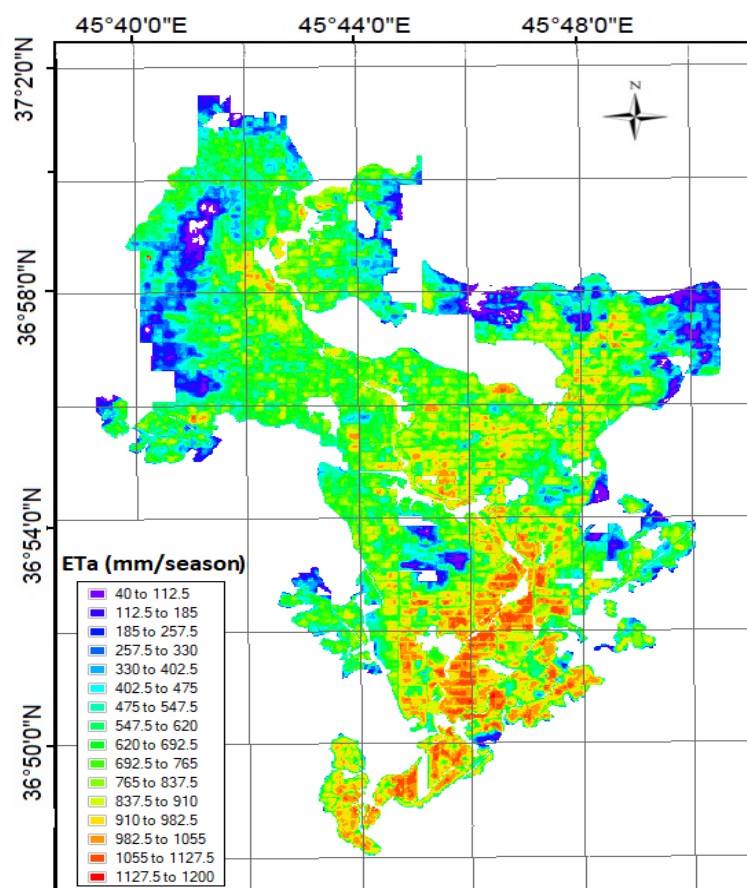 45°40'0"E 45°44'0"E 45°48'0"E
37°2'0"N
N
36°58'0"N
36°54'0"N
ETa (mm/season)
40 to 112.5
112.5 to 185
185 to 257.5
257.5 to 330
330 to 402.5
402.5 to 475
475 to 547.5
547.5 to 620
620 to 692.5
692.5 to 765
765 to 837.5
837.5 to 910
910 to 982.5
982.5 to 1055
1055 to 1127.5
1127.5 to 1200
36°50'0"N